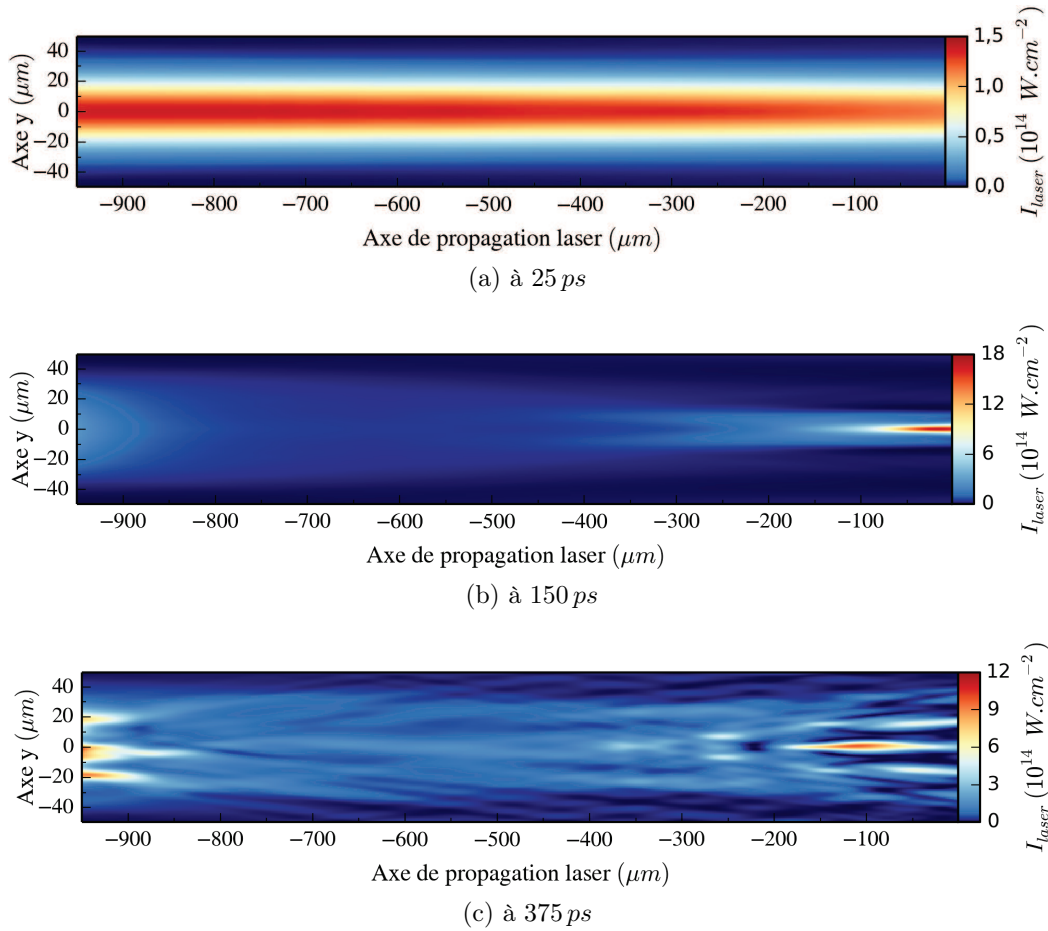 40
20
0
−20
−40
Axe y (μm)
−900 −800 −700 −600 −500 −400 −300 −200 −100
Axe de propagation laser (μm)
1,5
1,0
0,5
0,0
I_laser (10^14 W.cm^−2)
(a) à 25 ps
40
20
0
−20
−40
Axe y (μm)
−900 −800 −700 −600 −500 −400 −300 −200 −100
Axe de propagation laser (μm)
18
12
6
0
I_laser (10^14 W.cm^−2)
(b) à 150 ps
40
20
0
−20
−40
Axe y (μm)
−900 −800 −700 −600 −500 −400 −300 −200 −100
Axe de propagation laser (μm)
12
9
6
3
0
I_laser (10^14 W.cm^−2)
(c) à 375 ps